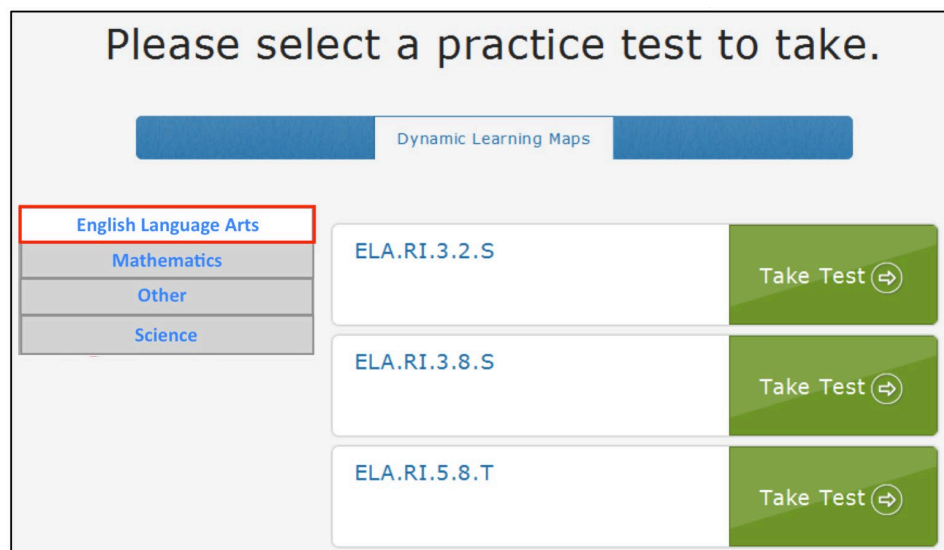 Please select a practice test to take.
Dynamic Learning Maps
English Language Arts
Mathematics
Other
Science
ELA.RI.3.2.S
Take Test
ELA.RI.3.8.S
Take Test
ELA.RI.5.8.T
Take Test